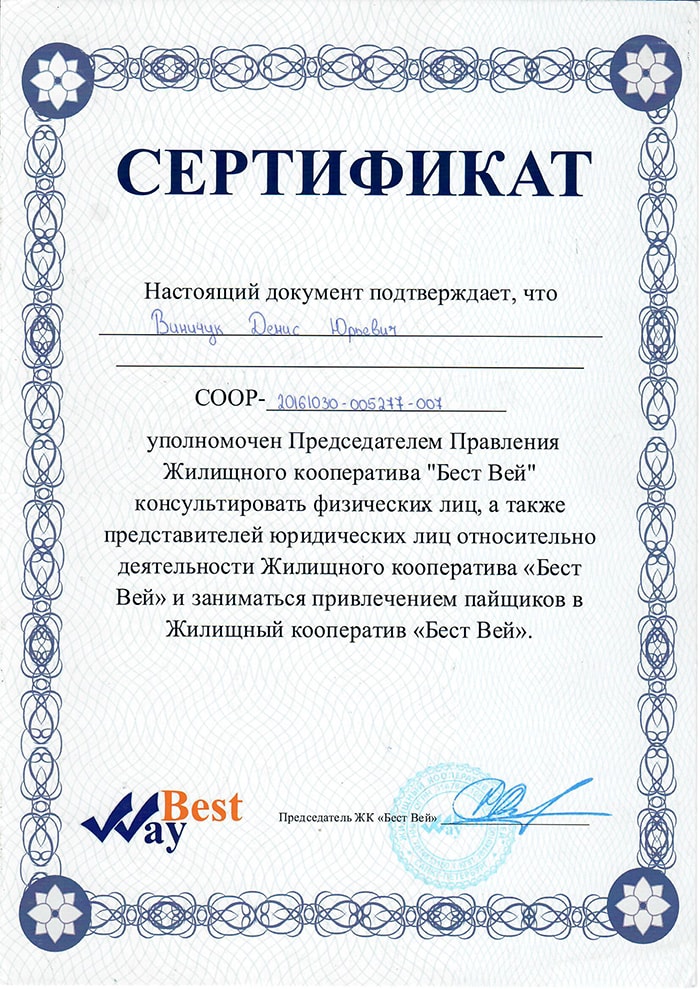 СЕРТИФИКАТ
Настоящий документ подтверждает, что
Виничук Денис Юрьевич
СООР-20161030-005277-007
уполномочен Председателем Правления
Жилищного кооператива "Бест Вей"
консультировать физических лиц, а также
представителей юридических лиц относительно
деятельности Жилищного кооператива «Бест
Вей» и заниматься привлечением пайщиков в
Жилищный кооператив «Бест Вей».
Best
Way
Председатель ЖК «Бест Вей»